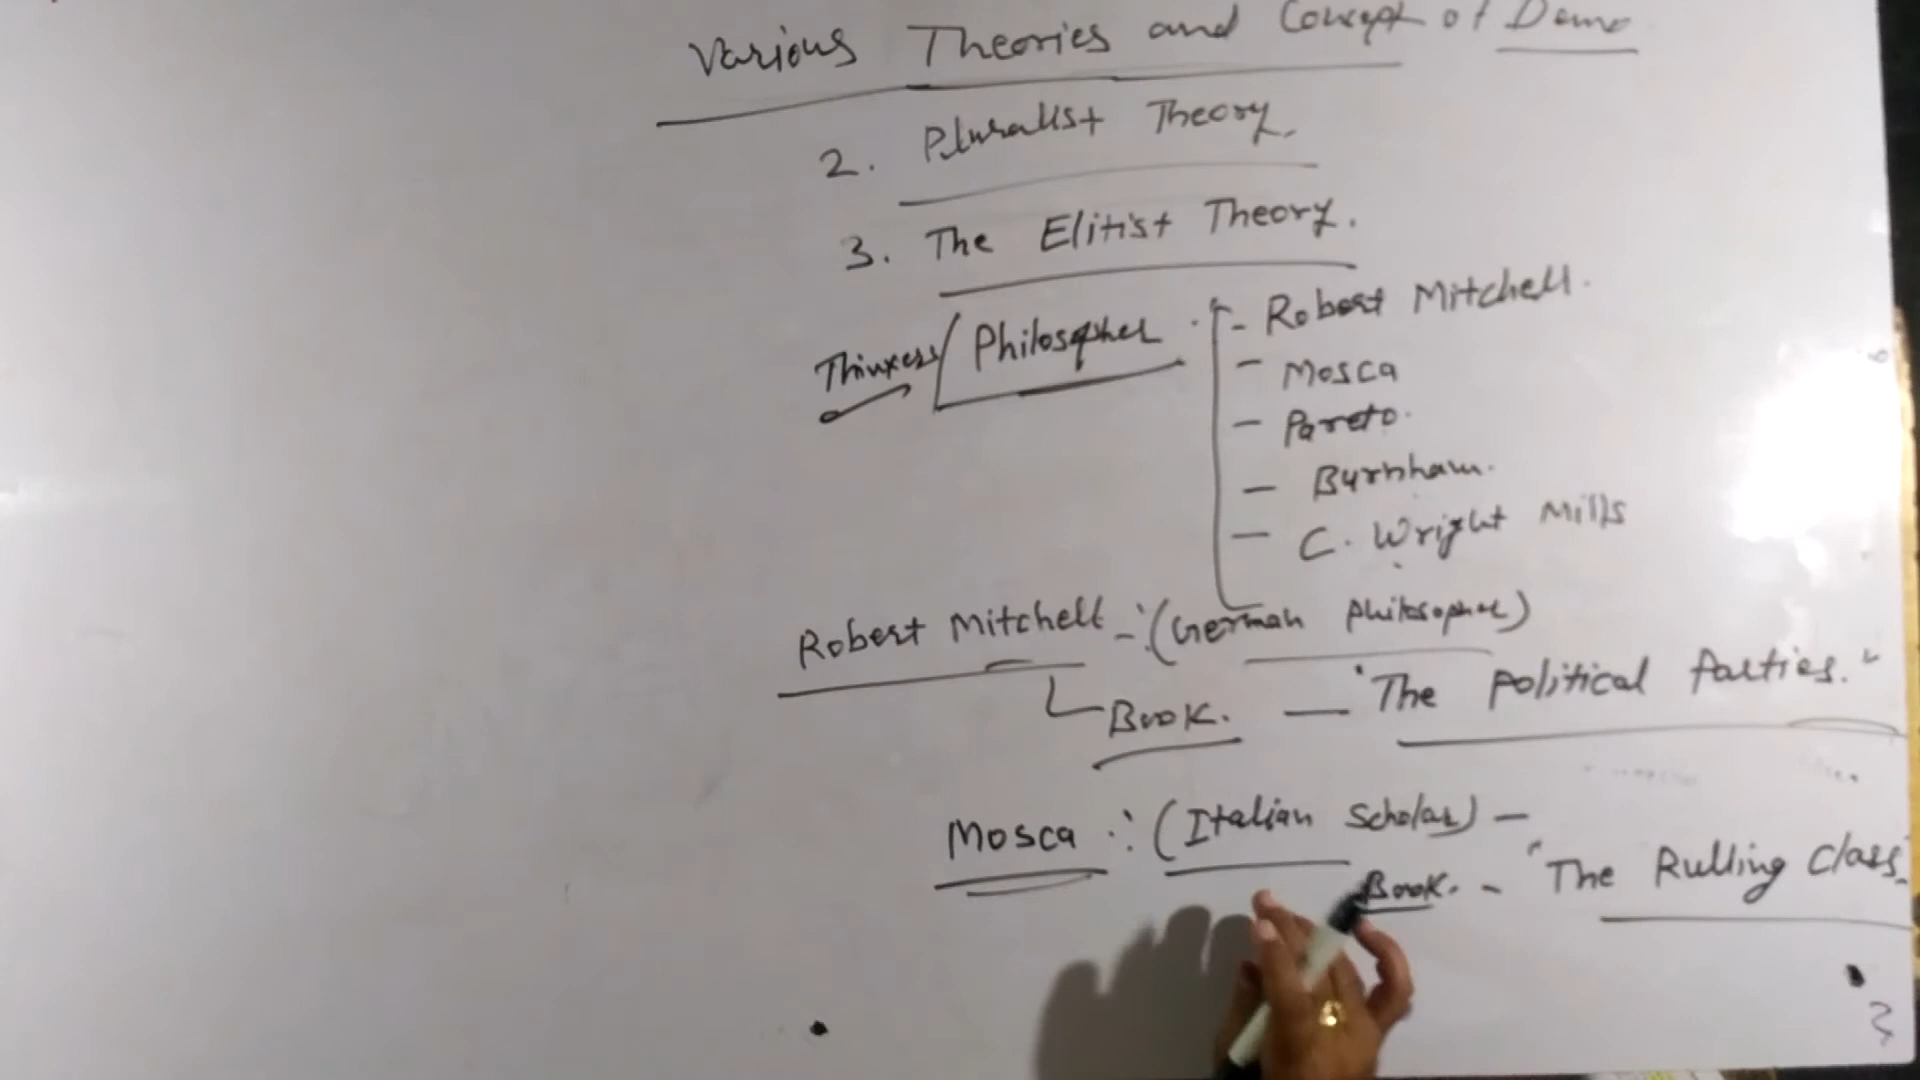 Various Theories and Concept of Demo
2. Pluralist Theory.
3. The Elitist Theory.
Thinkers/ Philosopher
- Robert Mitchell.
- Mosca
- Pareto.
- Burnham.
- C. Wright Mills
Robert Mitchell -: (German philosopher)
Book. — "The political Parties."
Mosca : (Italian Scholar) —
Book. - "The Rulling Class.